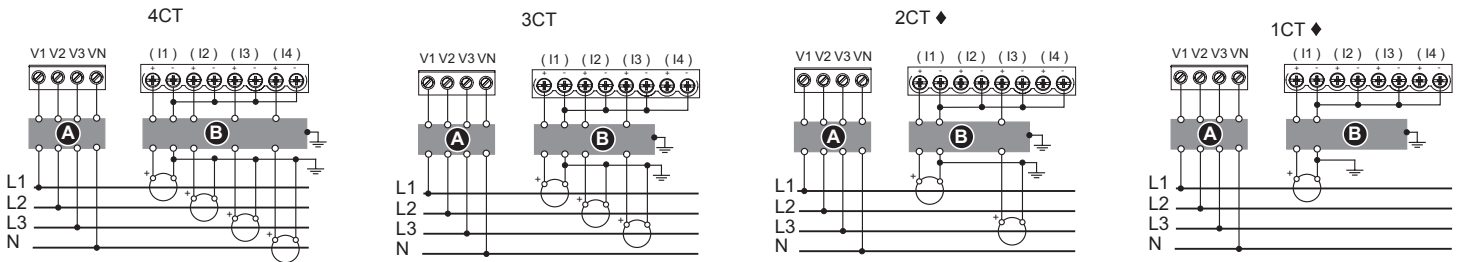 4CT
V1 V2 V3 VN
( I1 ) ( I2 ) ( I3 ) ( I4 )
+ - + - + - + -
A
B
+
+
+
+
L1
L2
L3
N
3CT
V1 V2 V3 VN
( I1 ) ( I2 ) ( I3 ) ( I4 )
+ - + - + - + -
A
B
+
+
+
L1
L2
L3
N
2CT ♦
V1 V2 V3 VN
( I1 ) ( I2 ) ( I3 ) ( I4 )
+ - + - + - + -
A
B
+
+
L1
L2
L3
N
1CT ♦
V1 V2 V3 VN
( I1 ) ( I2 ) ( I3 ) ( I4 )
+ - + - + - + -
A
B
+
L1
L2
L3
N